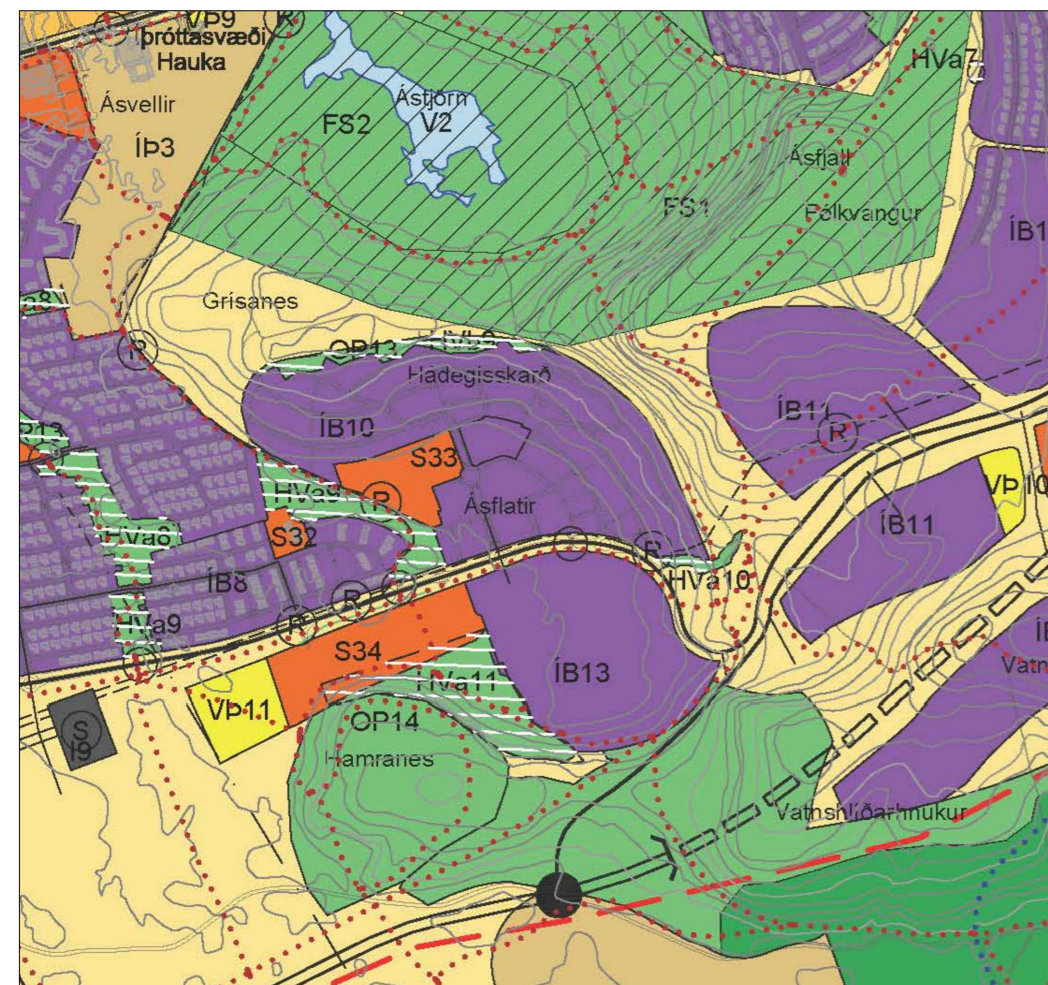 VÞ9
R
Íþróttasvæði
Hauka
Ásvellir
ÍÞ3
FS2
Ástjörn
V2
HVa7
Ásfjall
FS1
Fólkvangur
ÍB1
Grísanes
R
OP13
Hádegisskarð
ÍB10
ÍB11
R
S33
HVa9
R
Ásflatir
VÞ10
ÍB11
S32
HVa8
R
HVa10
ÍB8
R
R
HVa9
S34
HVa11
ÍB13
Vatn
VÞ11
OP14
S
I9
Hamranes
Vatnshlíðarhnúkur